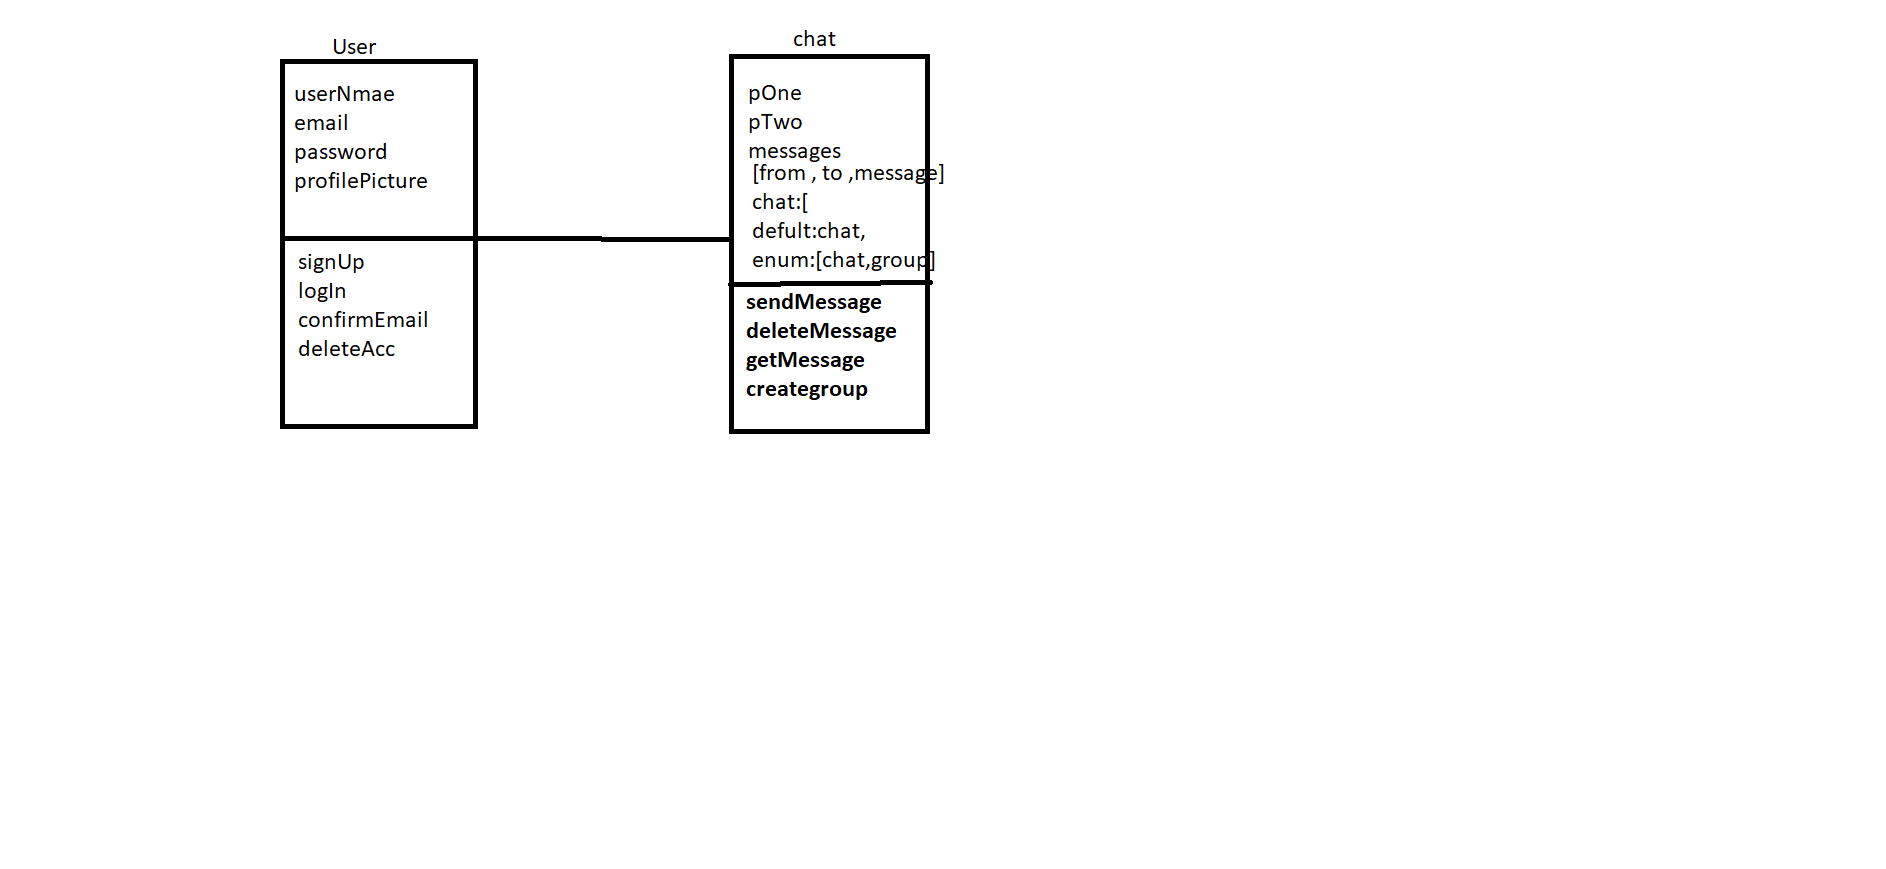 User
userNmae
email
password
profilePicture
signUp
logIn
confirmEmail
deleteAcc
chat
pOne
pTwo
messages
[from , to ,message]
chat:[
defult:chat,
enum:[chat,group]
sendMessage
deleteMessage
getMessage
creategroup